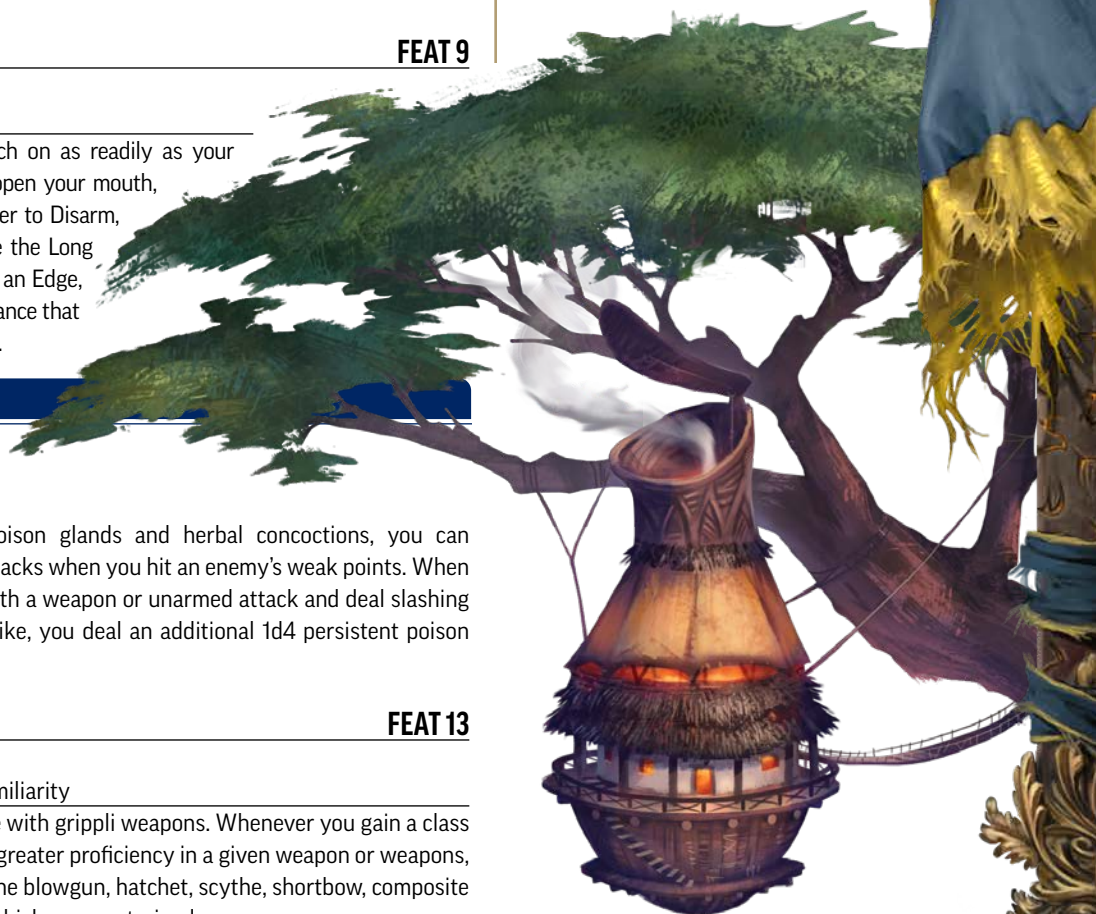 FEAT 9
ch on as readily as your
open your mouth,
er to Disarm,
e the Long
an Edge,
ance that
.
oison glands and herbal concoctions, you can
acks when you hit an enemy's weak points. When
th a weapon or unarmed attack and deal slashing
ike, you deal an additional 1d4 persistent poison
FEAT 13
miliarity
e with grippli weapons. Whenever you gain a class
greater proficiency in a given weapon or weapons,
he blowgun, hatchet, scythe, shortbow, composite